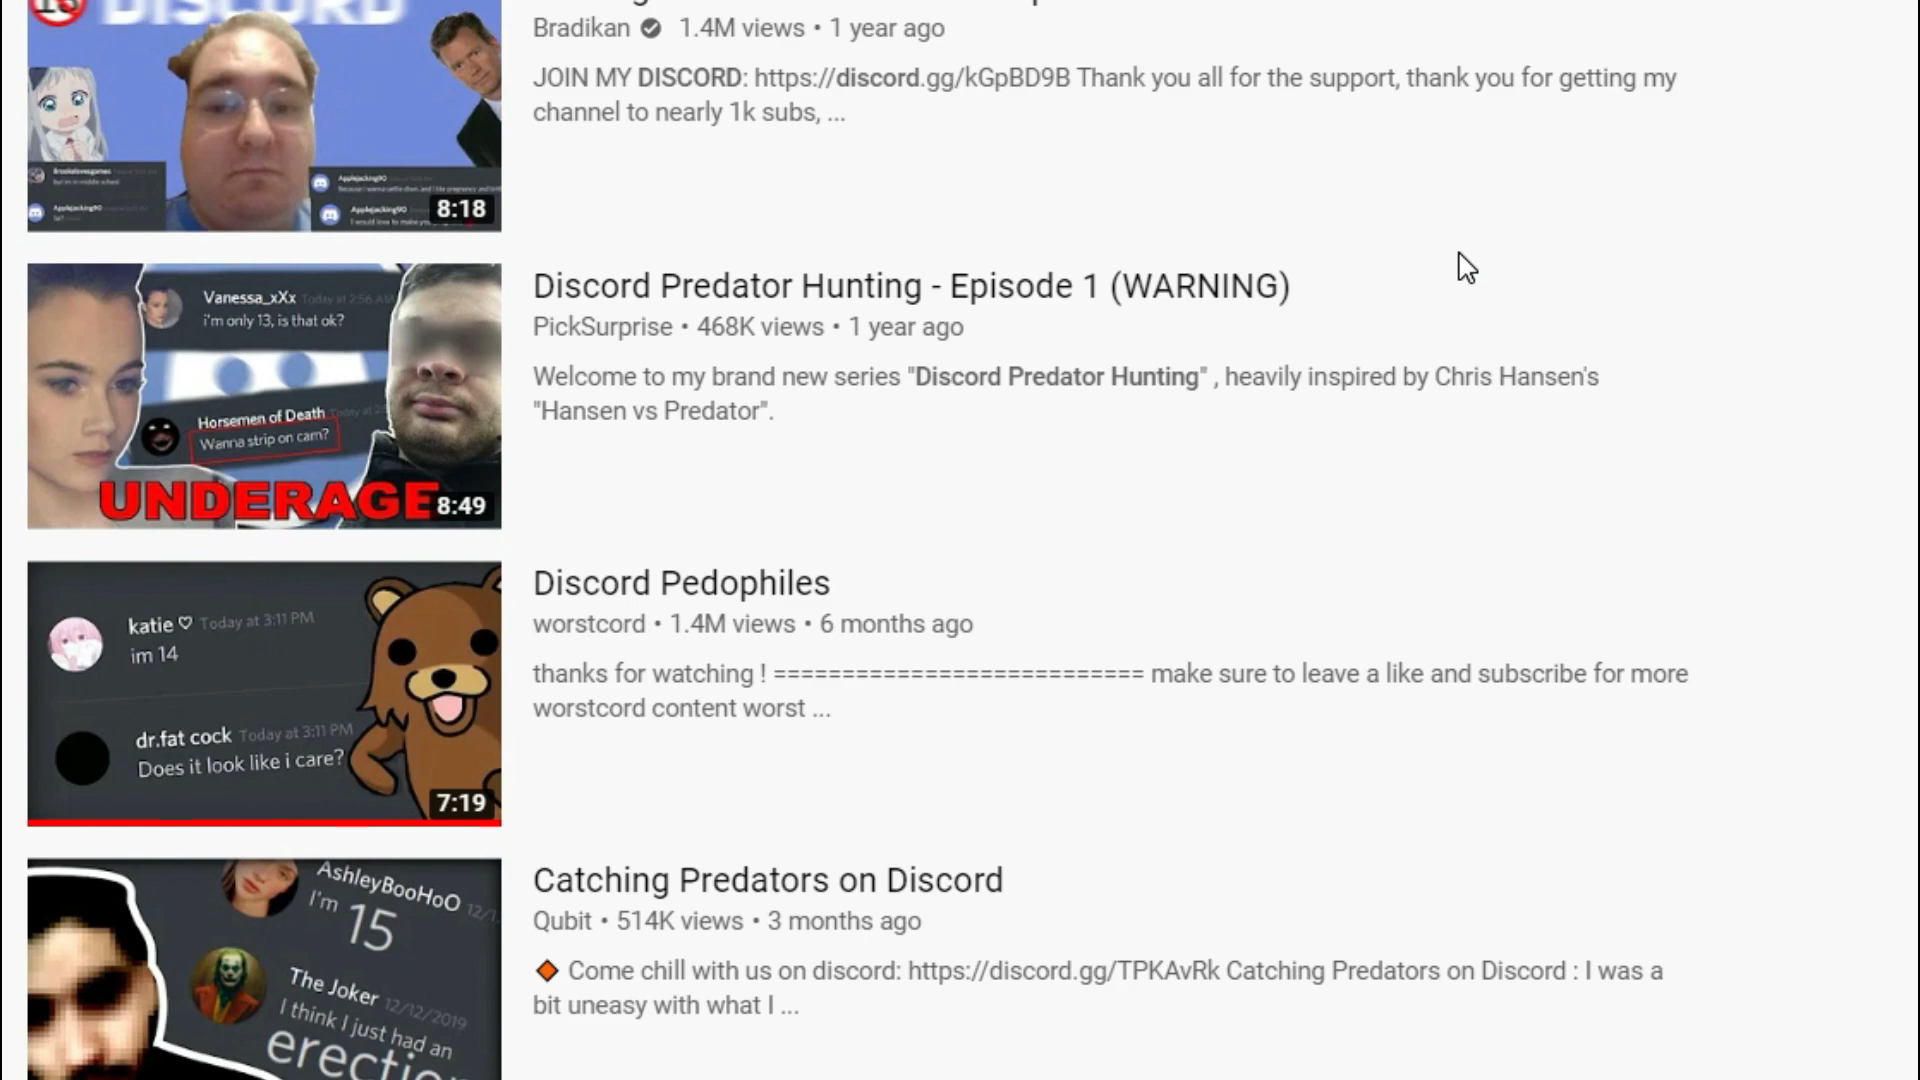 DISCORD
Bradikan 1.4M views • 1 year ago
JOIN MY DISCORD: https://discord.gg/kGpBD9B Thank you all for the support, thank you for getting my
channel to nearly 1k subs, ...
Brookelovesgames
but im in middle school
Applejacking90
Applejacking90
Applejacking90
8:18
Vanessa_xXx Today at 2:56 AM
i'm only 13, is that ok?
Horsemen of Death Today at
Wanna strip on cam?
UNDERAGE
8:49
Discord Predator Hunting - Episode 1 (WARNING)
PickSurprise • 468K views • 1 year ago
Welcome to my brand new series "Discord Predator Hunting" , heavily inspired by Chris Hansen's
"Hansen vs Predator".
katie ♡ Today at 3:11 PM
im 14
dr.fat cock Today at 3:11 PM
Does it look like i care?
7:19
Discord Pedophiles
worstcord • 1.4M views • 6 months ago
thanks for watching ! =========================== make sure to leave a like and subscribe for more
worstcord content worst ...
AshleyBooHoO 12/1
I'm 15
The Joker 12/12/2019
I think I just had an
erectio
Catching Predators on Discord
Qubit • 514K views • 3 months ago
🔶 Come chill with us on discord: https://discord.gg/TPKAvRk Catching Predators on Discord : I was a
bit uneasy with what I ...